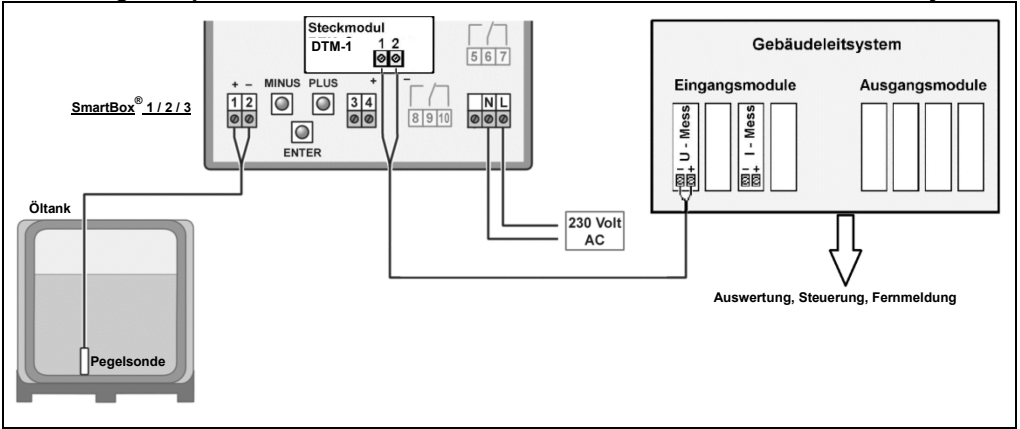 Steckmodul
DTM-1
1 2
+ −
5 6 7
+ − MINUS PLUS
1 2
3 4
8 9 10
N L
ENTER
SmartBox® 1 / 2 / 3
Öltank
Pegelsonde
230 Volt
AC
Gebäudeleitsystem
Eingangsmodule
Ausgangsmodule
− + U - Mess
− + I - Mess
Auswertung, Steuerung, Fernmeldung